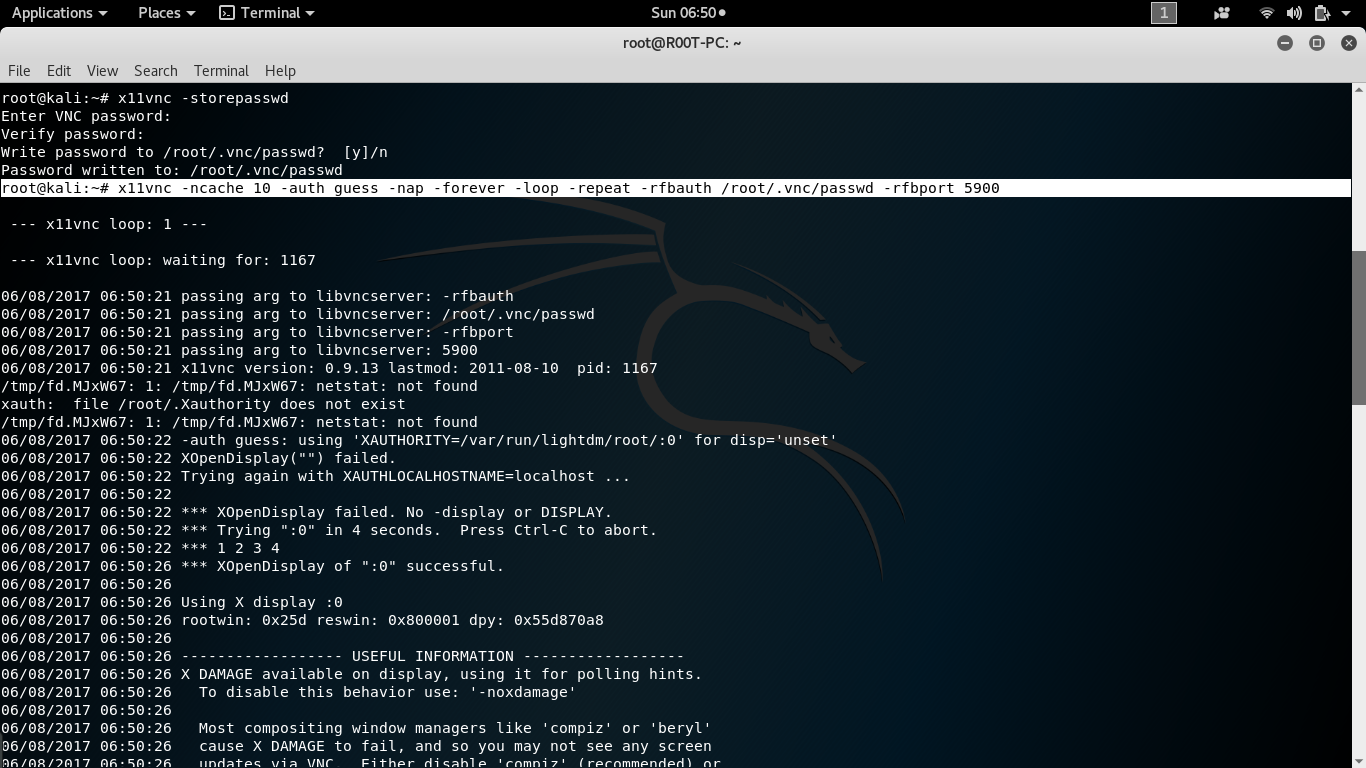 Applications Places Terminal Sun 06:50 1
root@R00T-PC: ~
File Edit View Search Terminal Help
root@kali:~# x11vnc -storepasswd
Enter VNC password:
Verify password:
Write password to /root/.vnc/passwd?  [y]/n
Password written to: /root/.vnc/passwd
root@kali:~# x11vnc -ncache 10 -auth guess -nap -forever -loop -repeat -rfbauth /root/.vnc/passwd -rfbport 5900
 --- x11vnc loop: 1 ---
 --- x11vnc loop: waiting for: 1167
06/08/2017 06:50:21 passing arg to libvncserver: -rfbauth
06/08/2017 06:50:21 passing arg to libvncserver: /root/.vnc/passwd
06/08/2017 06:50:21 passing arg to libvncserver: -rfbport
06/08/2017 06:50:21 passing arg to libvncserver: 5900
06/08/2017 06:50:21 x11vnc version: 0.9.13 lastmod: 2011-08-10  pid: 1167
/tmp/fd.MJxW67: 1: /tmp/fd.MJxW67: netstat: not found
xauth:  file /root/.Xauthority does not exist
/tmp/fd.MJxW67: 1: /tmp/fd.MJxW67: netstat: not found
06/08/2017 06:50:22 -auth guess: using 'XAUTHORITY=/var/run/lightdm/root/:0' for disp='unset'
06/08/2017 06:50:22 XOpenDisplay("") failed.
06/08/2017 06:50:22 Trying again with XAUTHLOCALHOSTNAME=localhost ...
06/08/2017 06:50:22
06/08/2017 06:50:22 *** XOpenDisplay failed. No -display or DISPLAY.
06/08/2017 06:50:22 *** Trying ":0" in 4 seconds.  Press Ctrl-C to abort.
06/08/2017 06:50:22 *** 1 2 3 4
06/08/2017 06:50:26 *** XOpenDisplay of ":0" successful.
06/08/2017 06:50:26
06/08/2017 06:50:26 Using X display :0
06/08/2017 06:50:26 rootwin: 0x25d reswin: 0x800001 dpy: 0x55d870a8
06/08/2017 06:50:26
06/08/2017 06:50:26 ------------------ USEFUL INFORMATION ------------------
06/08/2017 06:50:26 X DAMAGE available on display, using it for polling hints.
06/08/2017 06:50:26   To disable this behavior use: '-noxdamage'
06/08/2017 06:50:26
06/08/2017 06:50:26   Most compositing window managers like 'compiz' or 'beryl'
06/08/2017 06:50:26   cause X DAMAGE to fail, and so you may not see any screen
06/08/2017 06:50:26   updates via VNC.  Either disable 'compiz' (recommended) or